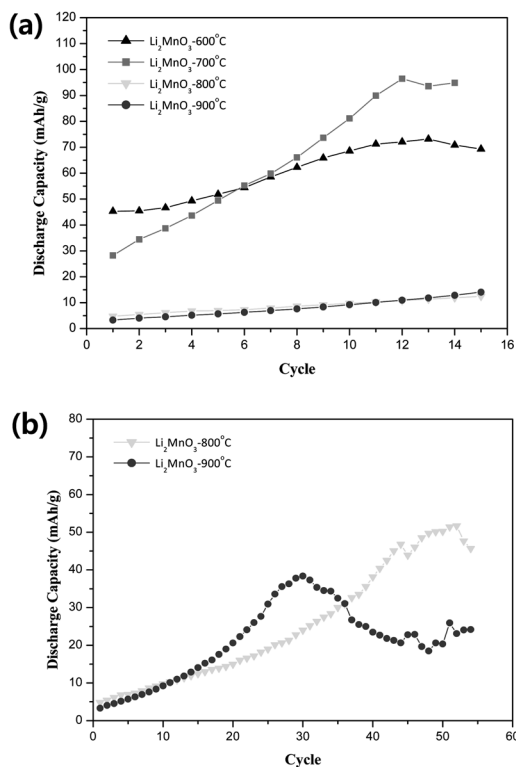 (a)
120
110
100
90
80
70
60
50
40
30
20
10
0
Discharge Capacity (mAh/g)
Li₂MnO₃-600°C
Li₂MnO₃-700°C
Li₂MnO₃-800°C
Li₂MnO₃-900°C
0 2 4 6 8 10 12 14 16
Cycle
(b)
80
70
60
50
40
30
20
10
0
Discharge Capacity (mAh/g)
Li₂MnO₃-800°C
Li₂MnO₃-900°C
0 10 20 30 40 50 60
Cycle